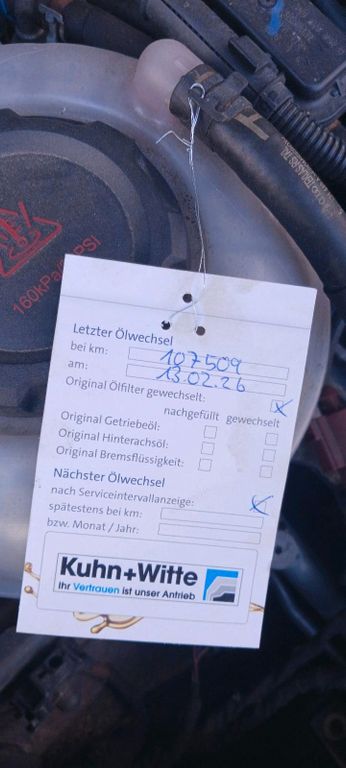 160kPa
PSI
Letzter Ölwechsel
bei km: 107509
am: 13.02.26
Original Ölfilter gewechselt: x
nachgefüllt gewechselt
Original Getriebeöl:
Original Hinterachsöl:
Original Bremsflüssigkeit:
Nächster Ölwechsel
nach Serviceintervallanzeige: x
spätestens bei km:
bzw. Monat / Jahr:
Kuhn+Witte
Ihr Vertrauen ist unser Antrieb